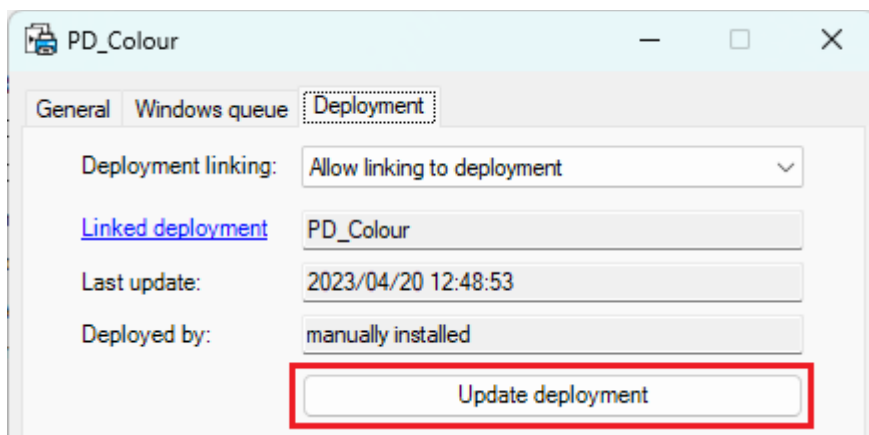 PD_Colour
General Windows queue Deployment
Deployment linking: Allow linking to deployment
Linked deployment PD_Colour
Last update: 2023/04/20 12:48:53
Deployed by: manually installed
Update deployment